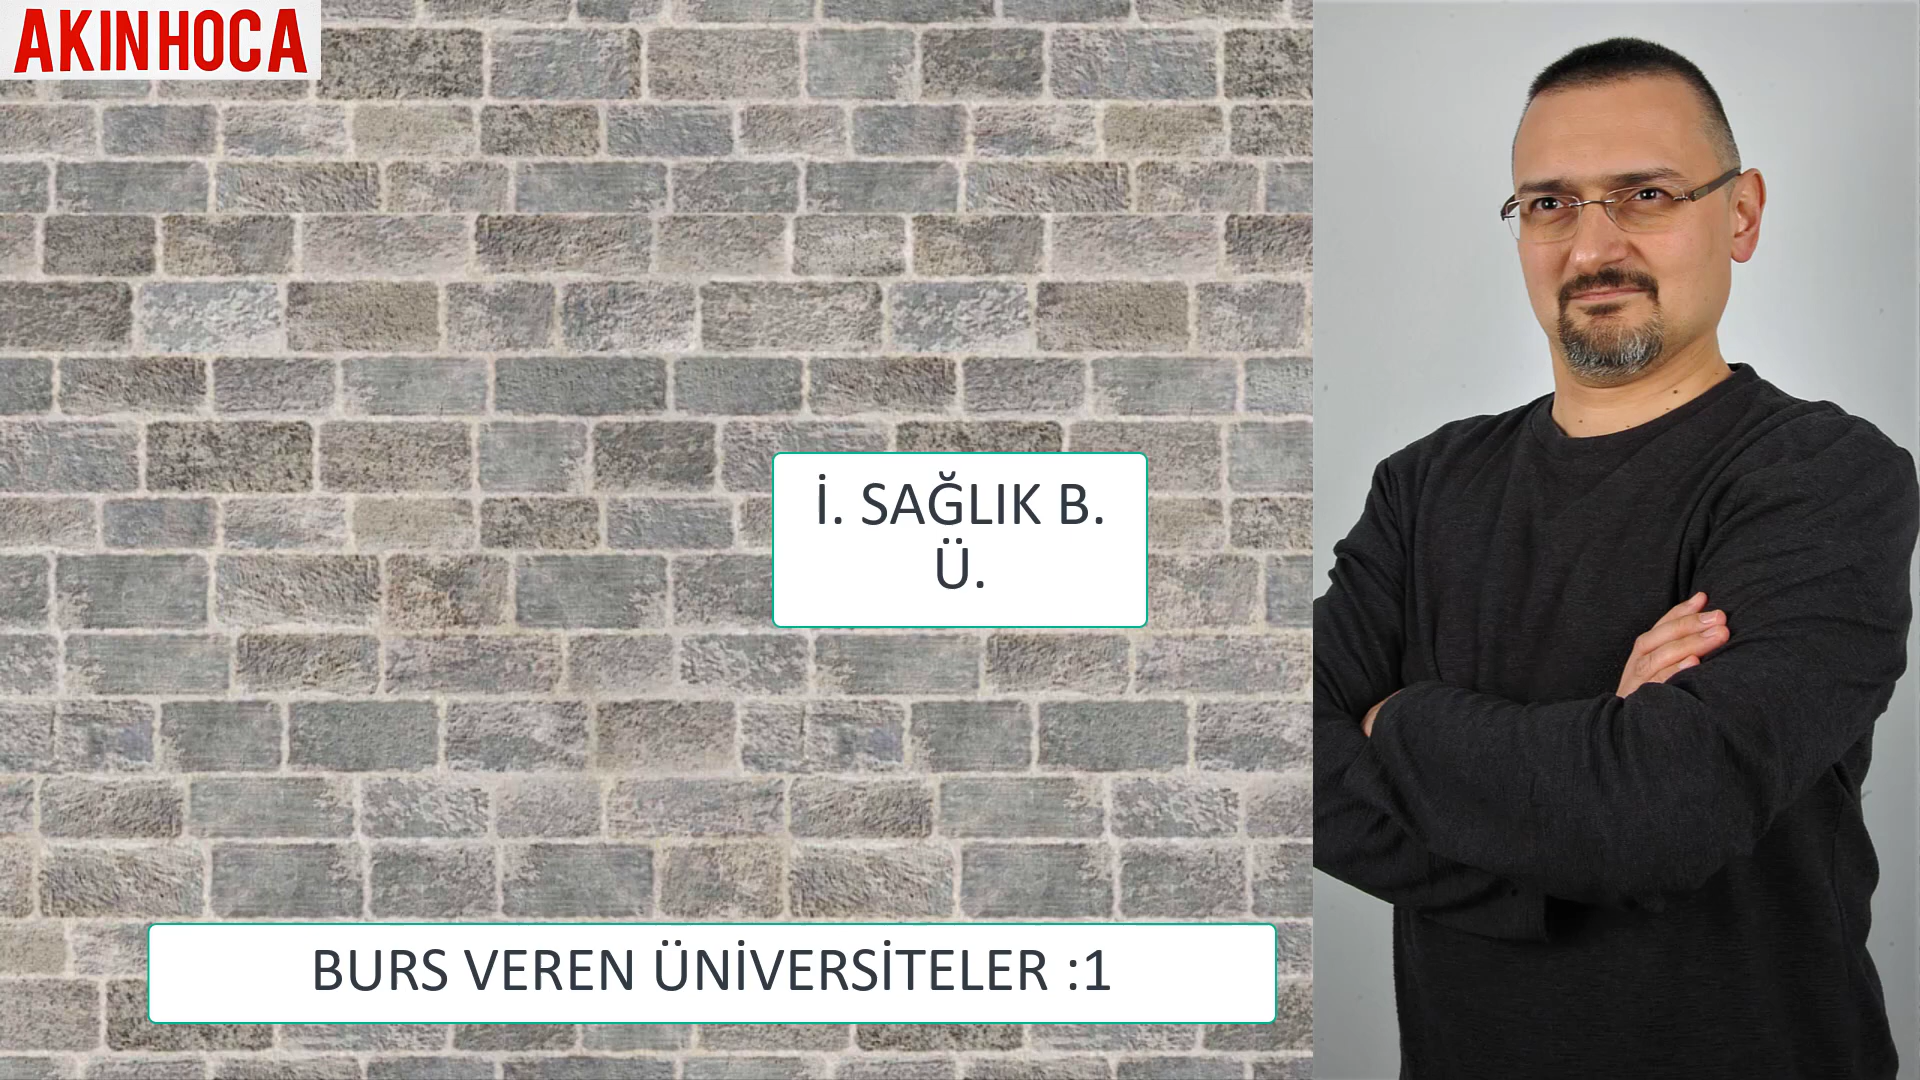 AKINHOCA
İ. SAĞLIK B.
Ü.
BURS VEREN ÜNİVERSİTELER :1